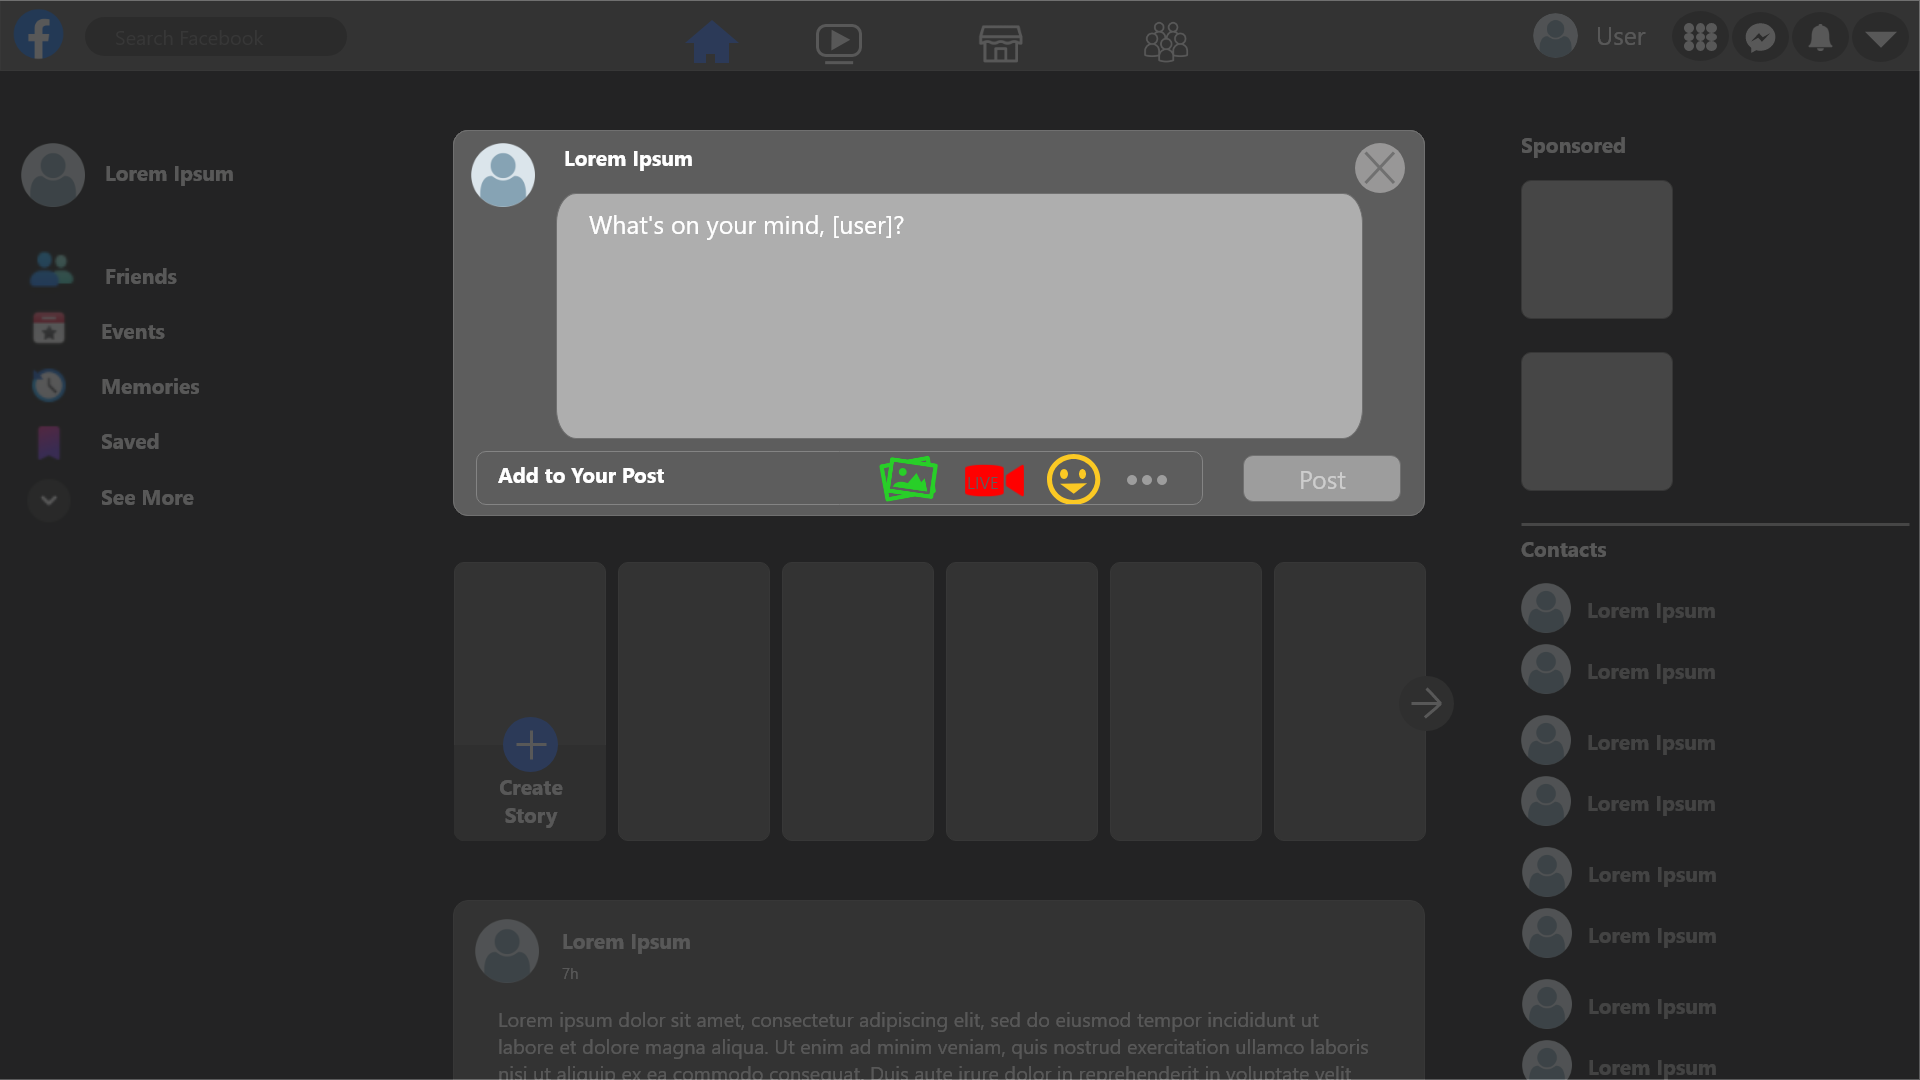 Search Facebook
User
Lorem Ipsum
Friends
Events
Memories
Saved
See More
Lorem Ipsum
What's on your mind, [user]?
Add to Your Post
LIVE
Post
Create
Story
Lorem Ipsum
7h
Lorem ipsum dolor sit amet, consectetur adipiscing elit, sed do eiusmod tempor incididunt ut
labore et dolore magna aliqua. Ut enim ad minim veniam, quis nostrud exercitation ullamco laboris
nisi ut aliquip ex ea commodo consequat. Duis aute irure dolor in reprehenderit in voluptate velit
Sponsored
Contacts
Lorem Ipsum
Lorem Ipsum
Lorem Ipsum
Lorem Ipsum
Lorem Ipsum
Lorem Ipsum
Lorem Ipsum
Lorem Ipsum